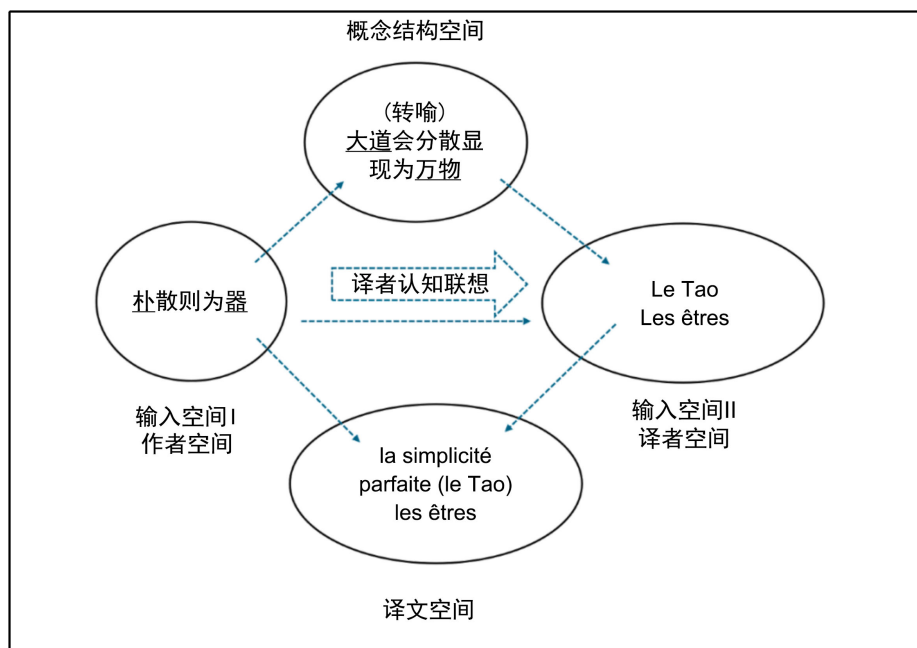 概念结构空间
(转喻)
大道会分散显
现为万物
朴散则为器
译者认知联想
Le Tao
Les êtres
输入空间I
作者空间
输入空间II
译者空间
la simplicité
parfaite (le Tao)
les êtres
译文空间